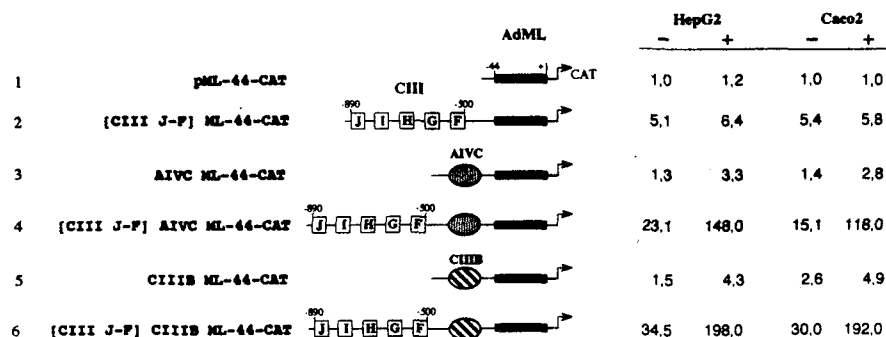 HepG2 Caco2
AdML
− + − +
-44 +1
1 pML-44-CAT CAT 1,0 1,2 1,0 1,0
CIII
-890 -500
2 [CIII J-F] ML-44-CAT J I H G F 5,1 6,4 5,4 5,8
AIVC
3 AIVC ML-44-CAT 1,3 3,3 1,4 2,8
-890 -500
4 [CIII J-F] AIVC ML-44-CAT J I H G F 23,1 148,0 15,1 118,0
CIIIB
5 CIIIB ML-44-CAT 1,5 4,3 2,6 4,9
-890 -500
6 [CIII J-F] CIIIB ML-44-CAT J I H G F 34,5 198,0 30,0 192,0